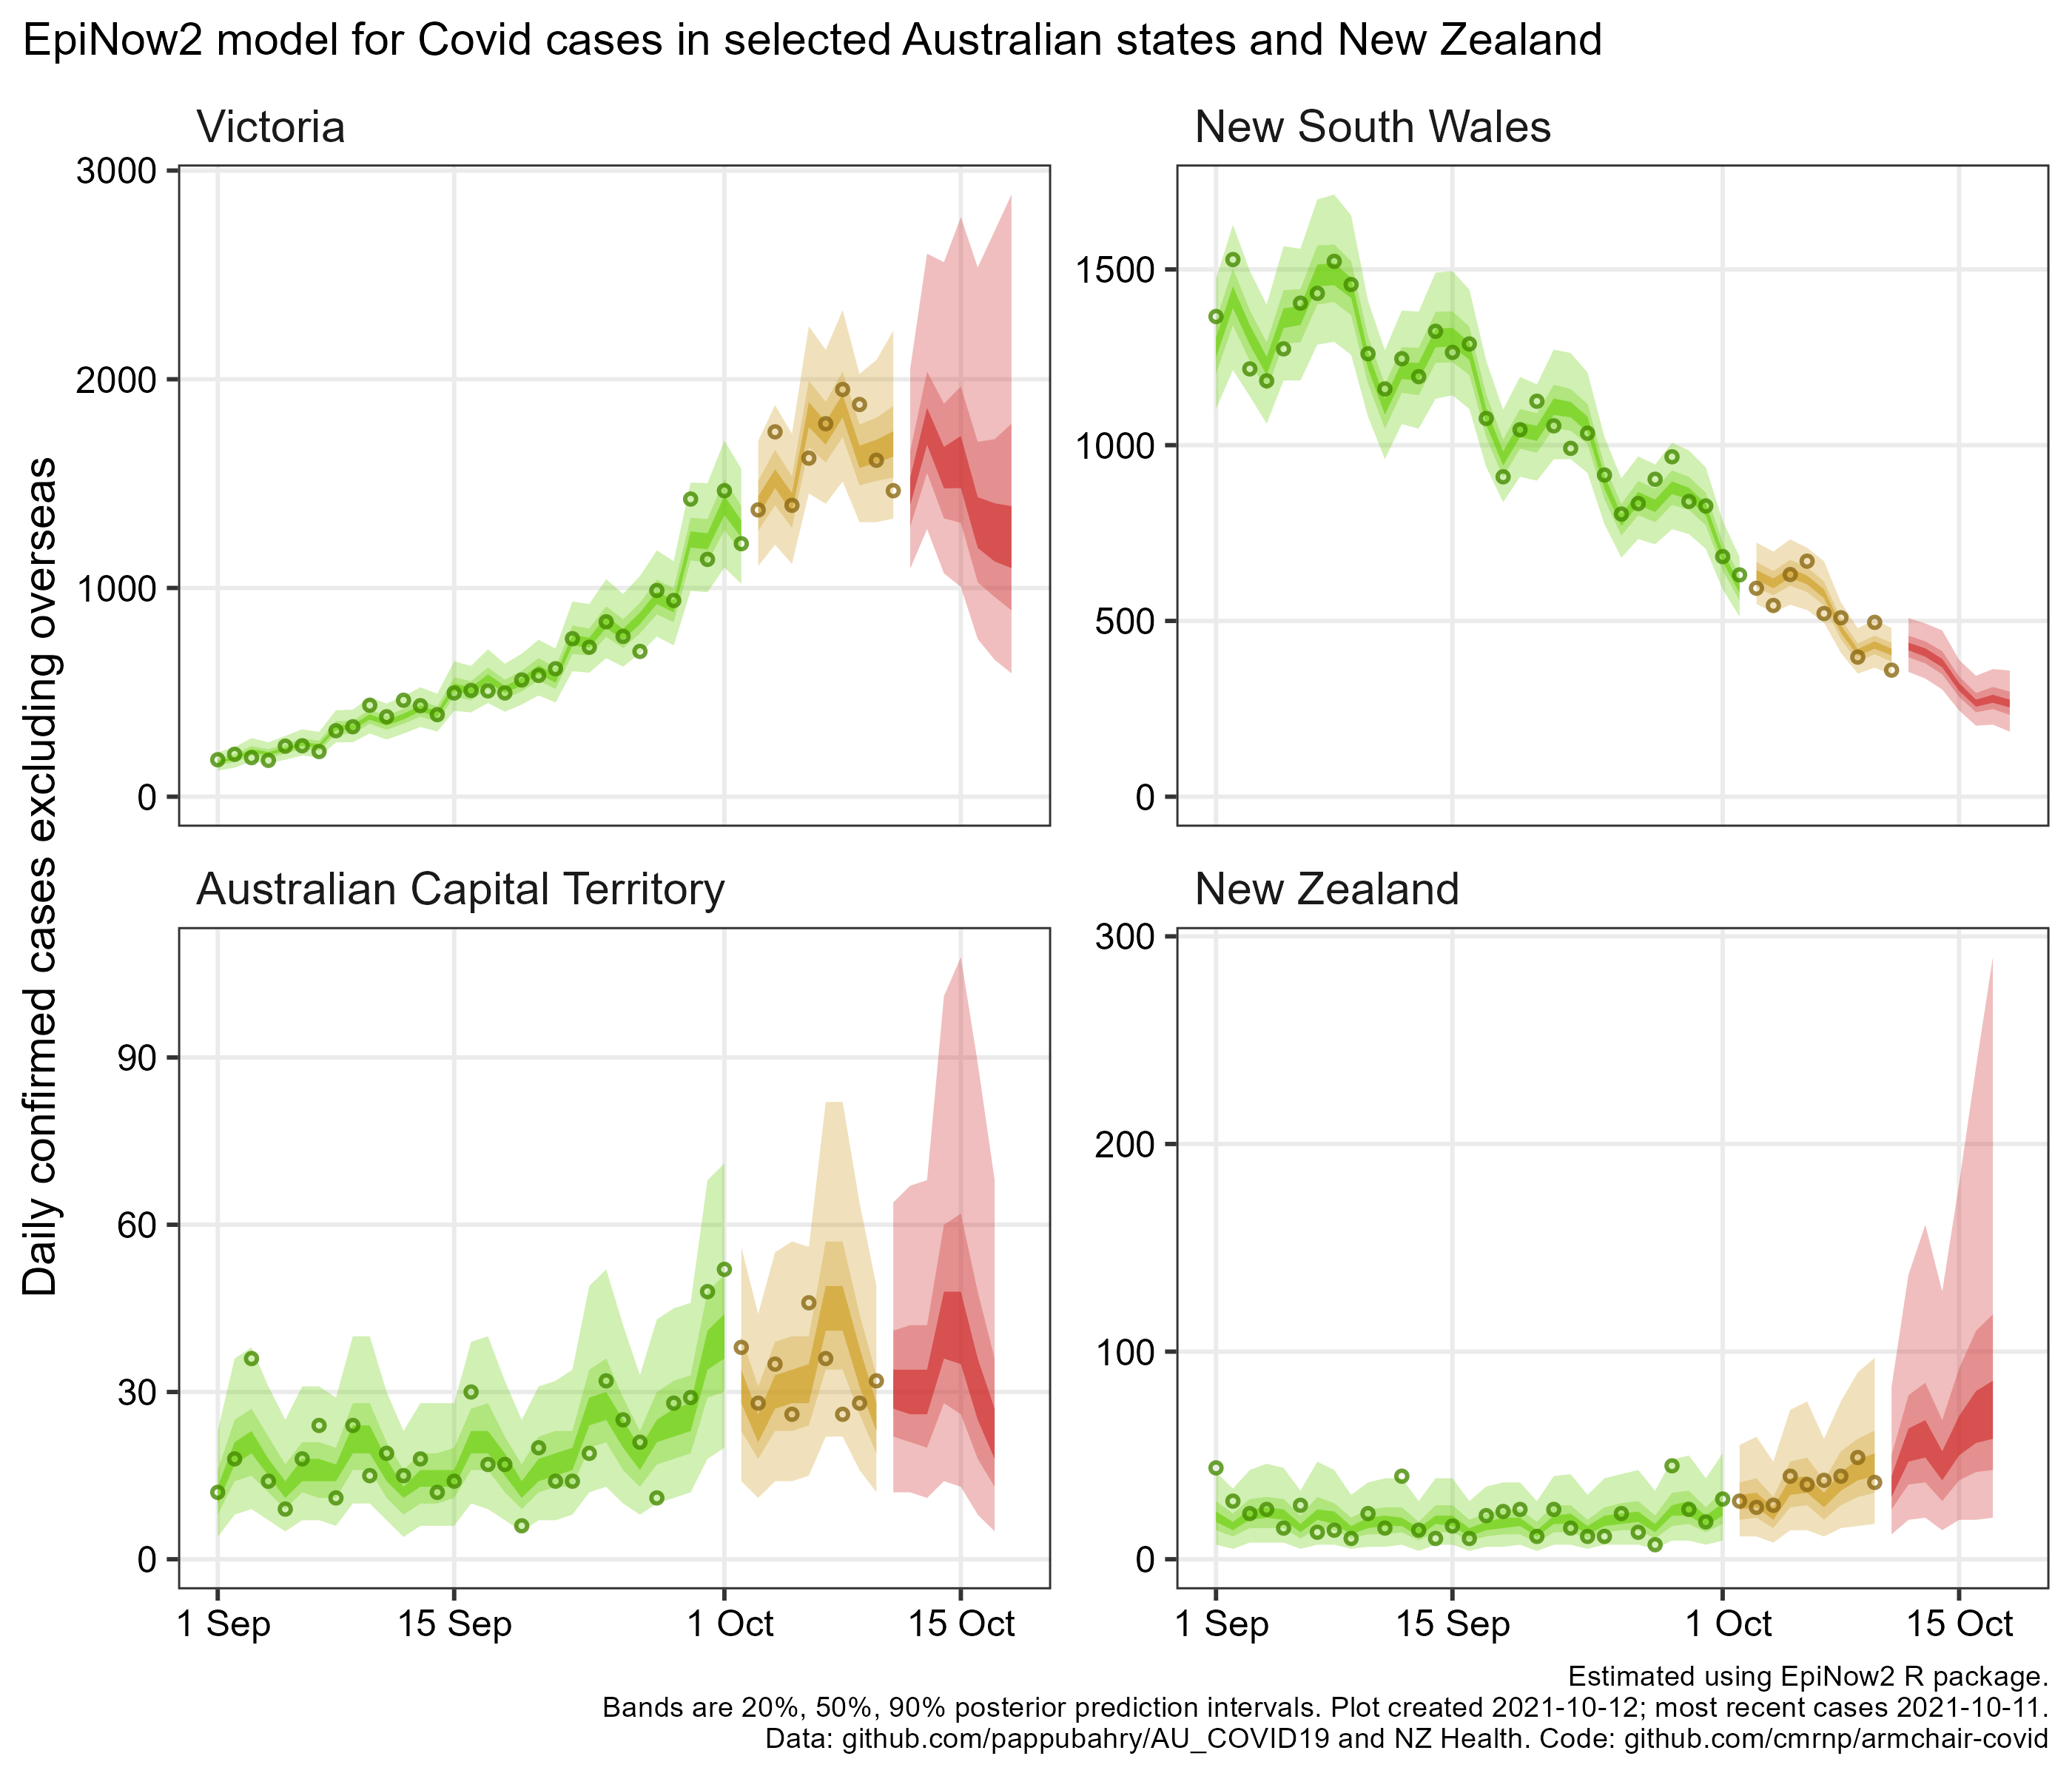 EpiNow2 model for Covid cases in selected Australian states and New Zealand
Daily confirmed cases excluding overseas
Victoria
3000
2000
1000
0
New South Wales
1500
1000
500
0
Australian Capital Territory
90
60
30
0
1 Sep
15 Sep
1 Oct
15 Oct
New Zealand
300
200
100
0
1 Sep
15 Sep
1 Oct
15 Oct
Estimated using EpiNow2 R package.
Bands are 20%, 50%, 90% posterior prediction intervals. Plot created 2021-10-12; most recent cases 2021-10-11.
Data: github.com/pappubahry/AU_COVID19 and NZ Health. Code: github.com/cmrnp/armchair-covid